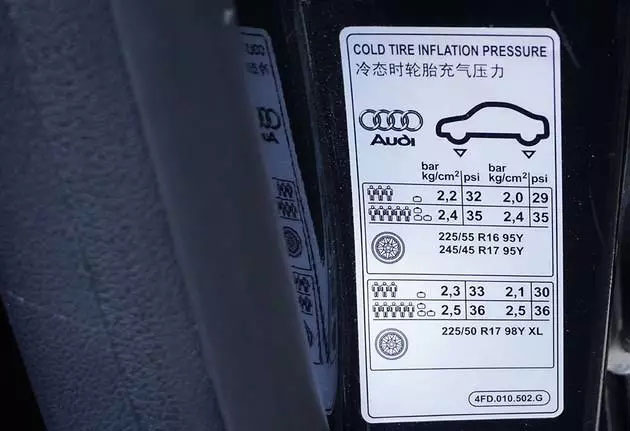 COLD TIRE INFLATION PRESSURE
冷态时轮胎充气压力
Audi
bar kg/cm² psi bar kg/cm² psi
2,2 32 2,0 29
2,4 35 2,4 35
225/55 R16 95Y
245/45 R17 95Y
2,3 33 2,1 30
2,5 36 2,5 36
225/50 R17 98Y XL
4FD.010.502.G